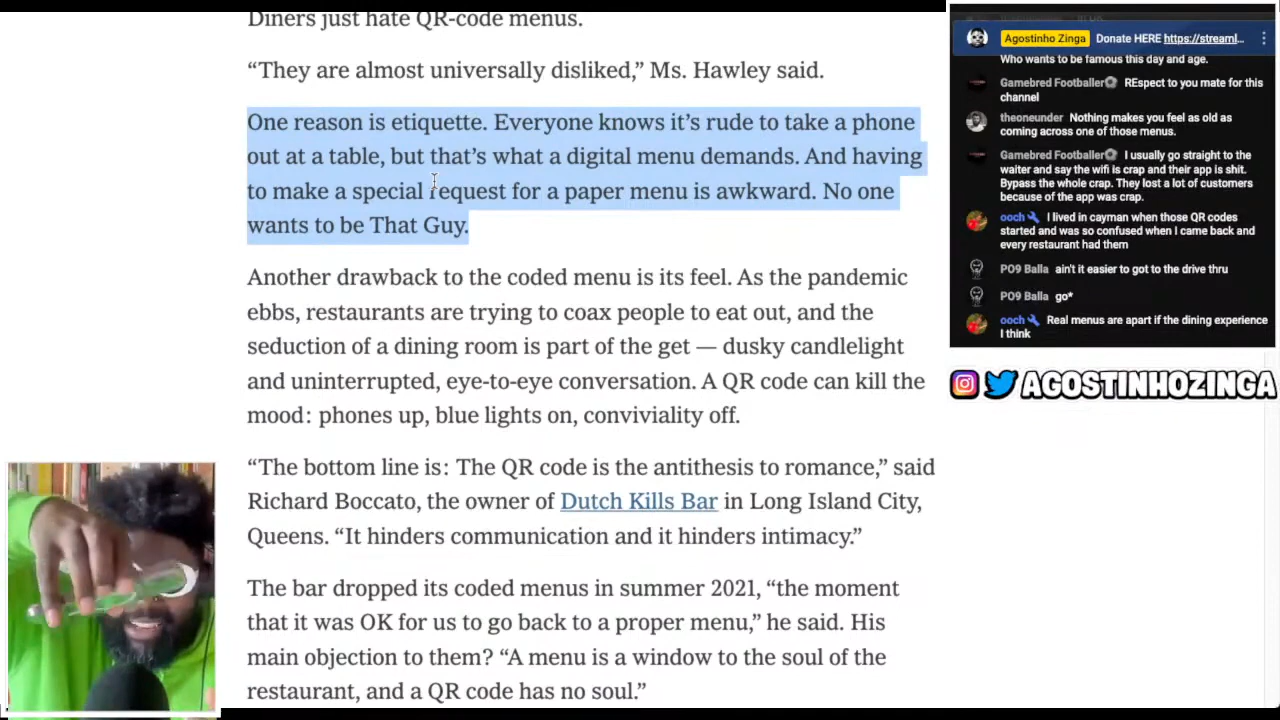 Diners just hate QR-code menus.
“They are almost universally disliked,” Ms. Hawley said.
One reason is etiquette. Everyone knows it’s rude to take a phone
out at a table, but that’s what a digital menu demands. And having
to make a special request for a paper menu is awkward. No one
wants to be That Guy.
Another drawback to the coded menu is its feel. As the pandemic
ebbs, restaurants are trying to coax people to eat out, and the
seduction of a dining room is part of the get — dusky candlelight
and uninterrupted, eye-to-eye conversation. A QR code can kill the
mood: phones up, blue lights on, conviviality off.
“The bottom line is: The QR code is the antithesis to romance,” said
Richard Boccato, the owner of Dutch Kills Bar in Long Island City,
Queens. “It hinders communication and it hinders intimacy.”
The bar dropped its coded menus in summer 2021, “the moment
that it was OK for us to go back to a proper menu,” he said. His
main objection to them? “A menu is a window to the soul of the
restaurant, and a QR code has no soul.”
Agostinho Zinga Donate HERE https://streaml...
Who wants to be famous this day and age.
Gamebred Footballer⚽ REspect to you mate for this
channel
theoneunder Nothing makes you feel as old as
coming across one of those menus.
Gamebred Footballer⚽ I usually go straight to the
waiter and say the wifi is crap and their app is shit.
Bypass the whole crap. They lost a lot of customers
because of the app was crap.
ooch I lived in cayman when those QR codes
started and was so confused when I came back and
every restaurant had them
PO9 Balla ain't it easier to got to the drive thru
PO9 Balla go*
ooch Real menus are apart if the dining experience
I think
AGOSTINHOZINGA